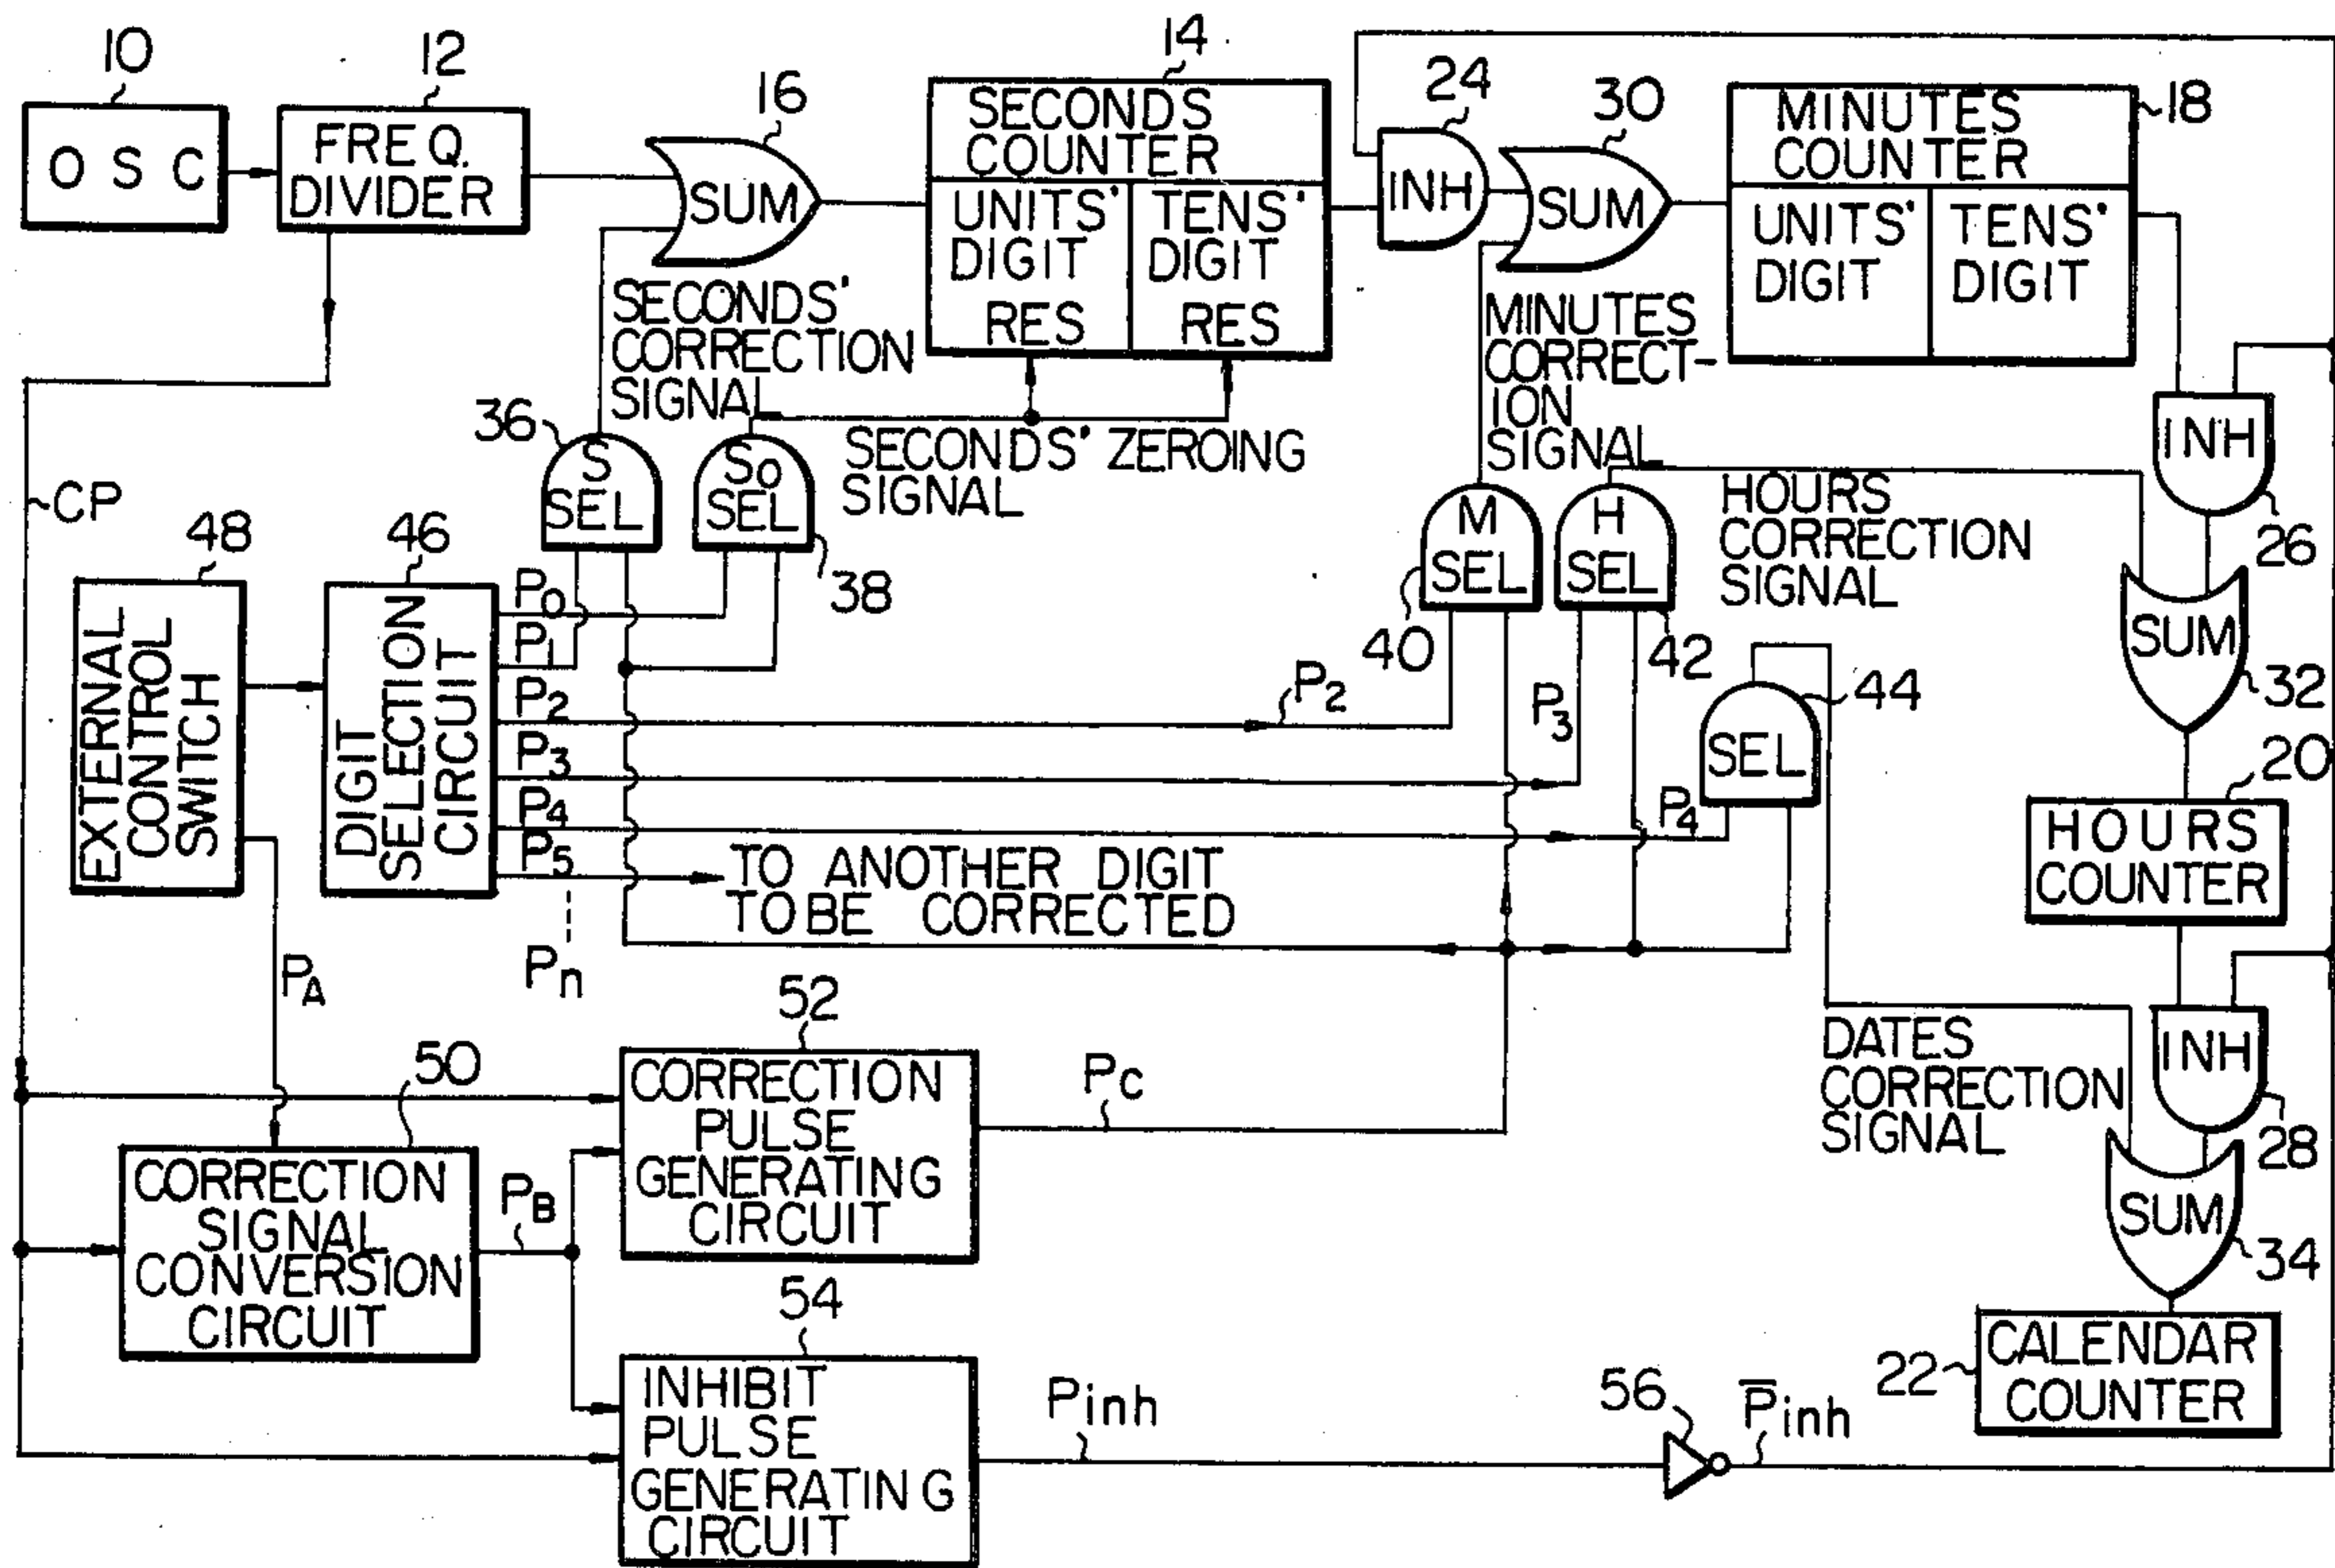 10
12
14
16
24
30
18
OSC
FREQ.
DIVIDER
SUM
SECONDS
COUNTER
UNITS'
DIGIT
RES
TENS'
DIGIT
RES
INH
SUM
MINUTES
COUNTER
UNITS'
DIGIT
TENS'
DIGIT
SECONDS'
CORRECTION
SIGNAL
MINUTES
CORRECT-
ION
SIGNAL
36
S
SEL
So
SEL
38
SECONDS' ZEROING
SIGNAL
INH
26
CP
48
46
EXTERNAL
CONTROL
SWITCH
DIGIT
SELECTION
CIRCUIT
P0
P1
P2
P3
P4
P5
Pn
P2
P3
P4
M
SEL
40
H
SEL
42
HOURS
CORRECTION
SIGNAL
SUM
32
44
SEL
20
HOURS
COUNTER
TO ANOTHER DIGIT
TO BE CORRECTED
PA
52
50
CORRECTION
PULSE
GENERATING
CIRCUIT
Pc
DATES
CORRECTION
SIGNAL
INH
28
CORRECTION
SIGNAL
CONVERSION
CIRCUIT
PB
SUM
34
54
INHIBIT
PULSE
GENERATING
CIRCUIT
Pinh
56
P̅inh
22
CALENDAR
COUNTER